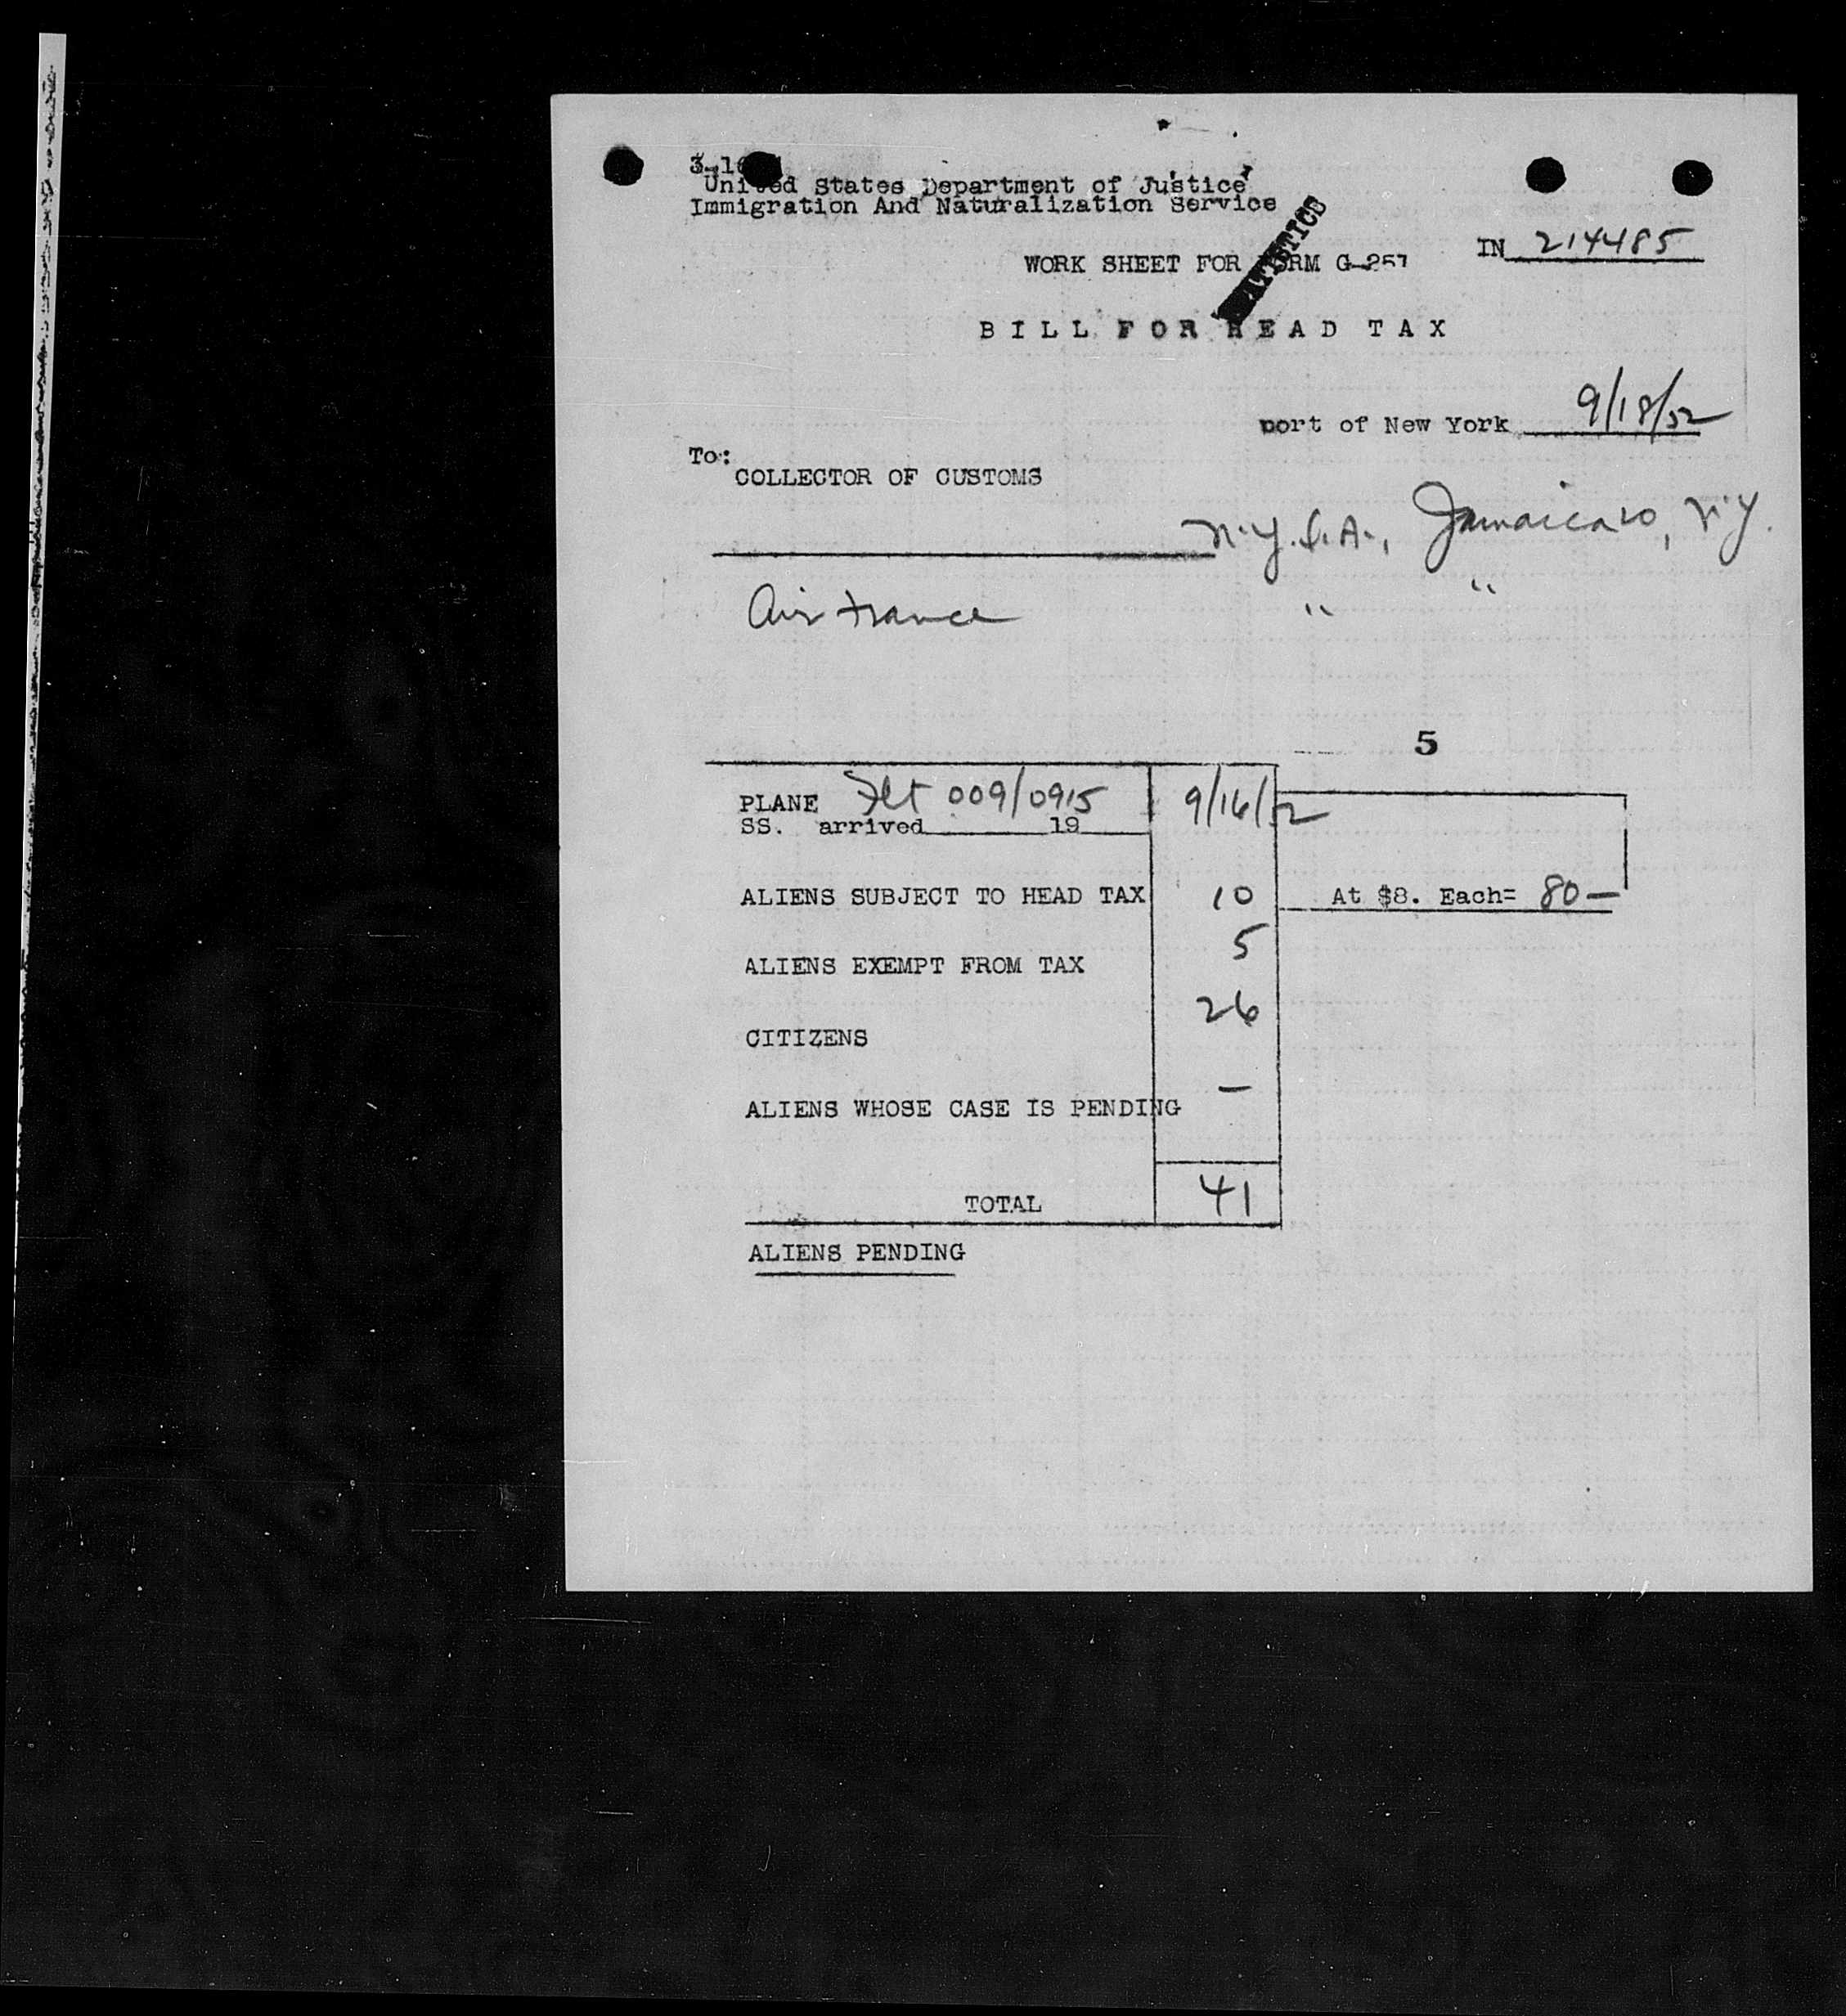 3-16
United States Department of Justice
Immigration And Naturalization Service
IN 214485
WORK SHEET FOR FORM G-257
BILL FOR HEAD TAX
port of New York 9/18/52
To:
COLLECTOR OF CUSTOMS
N.Y.I.A., Jamaica 10, N.Y.
Air France " "
5
PLANE Flt 009/0915 9/16/52
SS. arrived 19
ALIENS SUBJECT TO HEAD TAX 10 At $8. Each= 80—
ALIENS EXEMPT FROM TAX 5
CITIZENS 26
ALIENS WHOSE CASE IS PENDING —
TOTAL 41
ALIENS PENDING